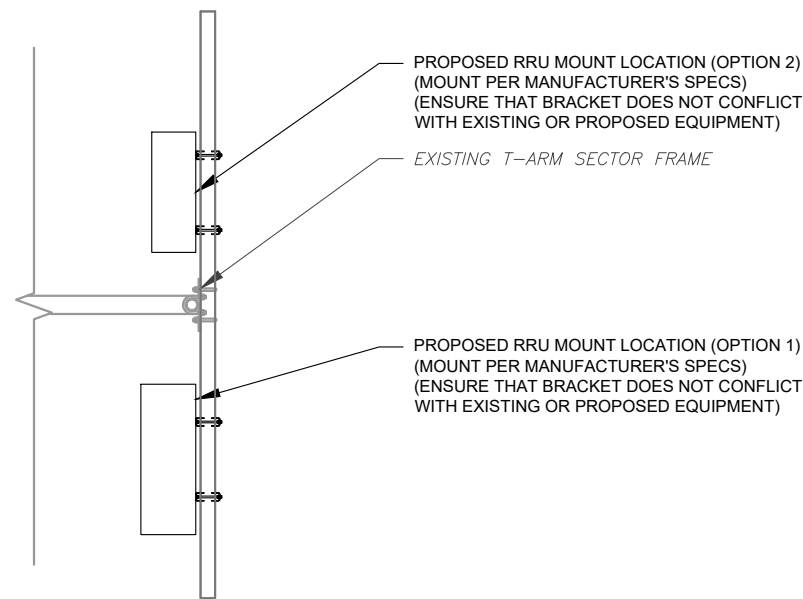 PROPOSED RRU MOUNT LOCATION (OPTION 2)
(MOUNT PER MANUFACTURER'S SPECS)
(ENSURE THAT BRACKET DOES NOT CONFLICT
WITH EXISTING OR PROPOSED EQUIPMENT)
EXISTING T-ARM SECTOR FRAME
PROPOSED RRU MOUNT LOCATION (OPTION 1)
(MOUNT PER MANUFACTURER'S SPECS)
(ENSURE THAT BRACKET DOES NOT CONFLICT
WITH EXISTING OR PROPOSED EQUIPMENT)